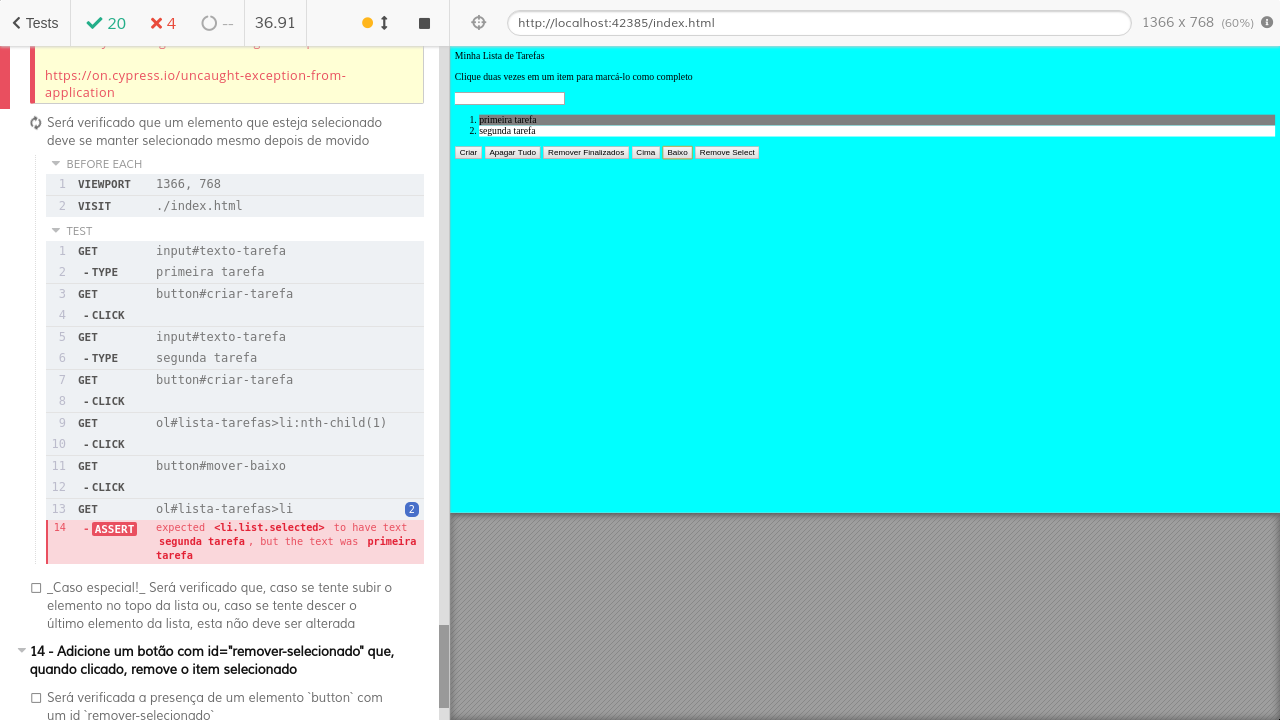 Tests
20
4
--
36.91
http://localhost:42385/index.html
1366 x 768 (60%)
https://on.cypress.io/uncaught-exception-from-
application
Será verificado que um elemento que esteja selecionado
deve se manter selecionado mesmo depois de movido
BEFORE EACH
1 VIEWPORT 1366, 768
2 VISIT ./index.html
TEST
1 GET input#texto-tarefa
2 -TYPE primeira tarefa
3 GET button#criar-tarefa
4 -CLICK
5 GET input#texto-tarefa
6 -TYPE segunda tarefa
7 GET button#criar-tarefa
8 -CLICK
9 GET ol#lista-tarefas>li:nth-child(1)
10 -CLICK
11 GET button#mover-baixo
12 -CLICK
13 GET ol#lista-tarefas>li 2
14 -ASSERT expected <li.list.selected> to have text
segunda tarefa, but the text was primeira
tarefa
_Caso especial!_ Será verificado que, caso se tente subir o
elemento no topo da lista ou, caso se tente descer o
último elemento da lista, esta não deve ser alterada
14 - Adicione um botão com id="remover-selecionado" que,
quando clicado, remove o item selecionado
Será verificada a presença de um elemento `button` com
um id `remover-selecionado`
Minha Lista de Tarefas
Clique duas vezes em um item para marcá-lo como completo
1. primeira tarefa
2. segunda tarefa
Criar Apagar Tudo Remover Finalizados Cima Baixo Remove Select